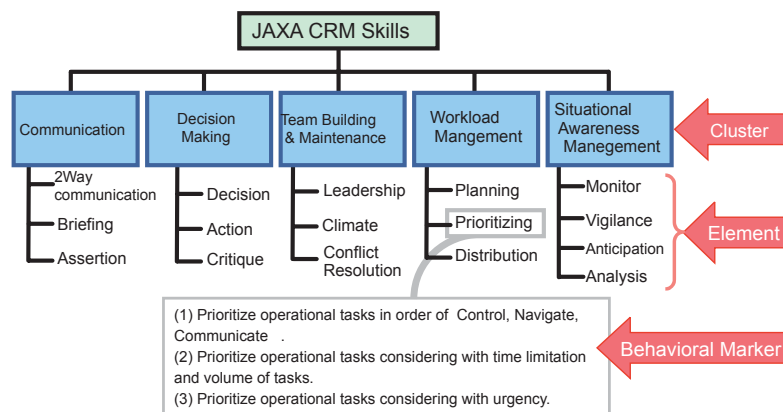 JAXA CRM Skills
Communication
Decision
Making
Team Building
& Maintenance
Workload
Mangement
Situational
Awareness
Manegement
Cluster
2Way
communication
Briefing
Assertion
Decision
Action
Critique
Leadership
Climate
Conflict
Resolution
Planning
Prioritizing
Distribution
Monitor
Vigilance
Anticipation
Analysis
Element
(1) Prioritize operational tasks in order of Control, Navigate,
Communicate .
(2) Prioritize operational tasks considering with time limitation
and volume of tasks.
(3) Prioritize operational tasks considering with urgency.
Behavioral Marker